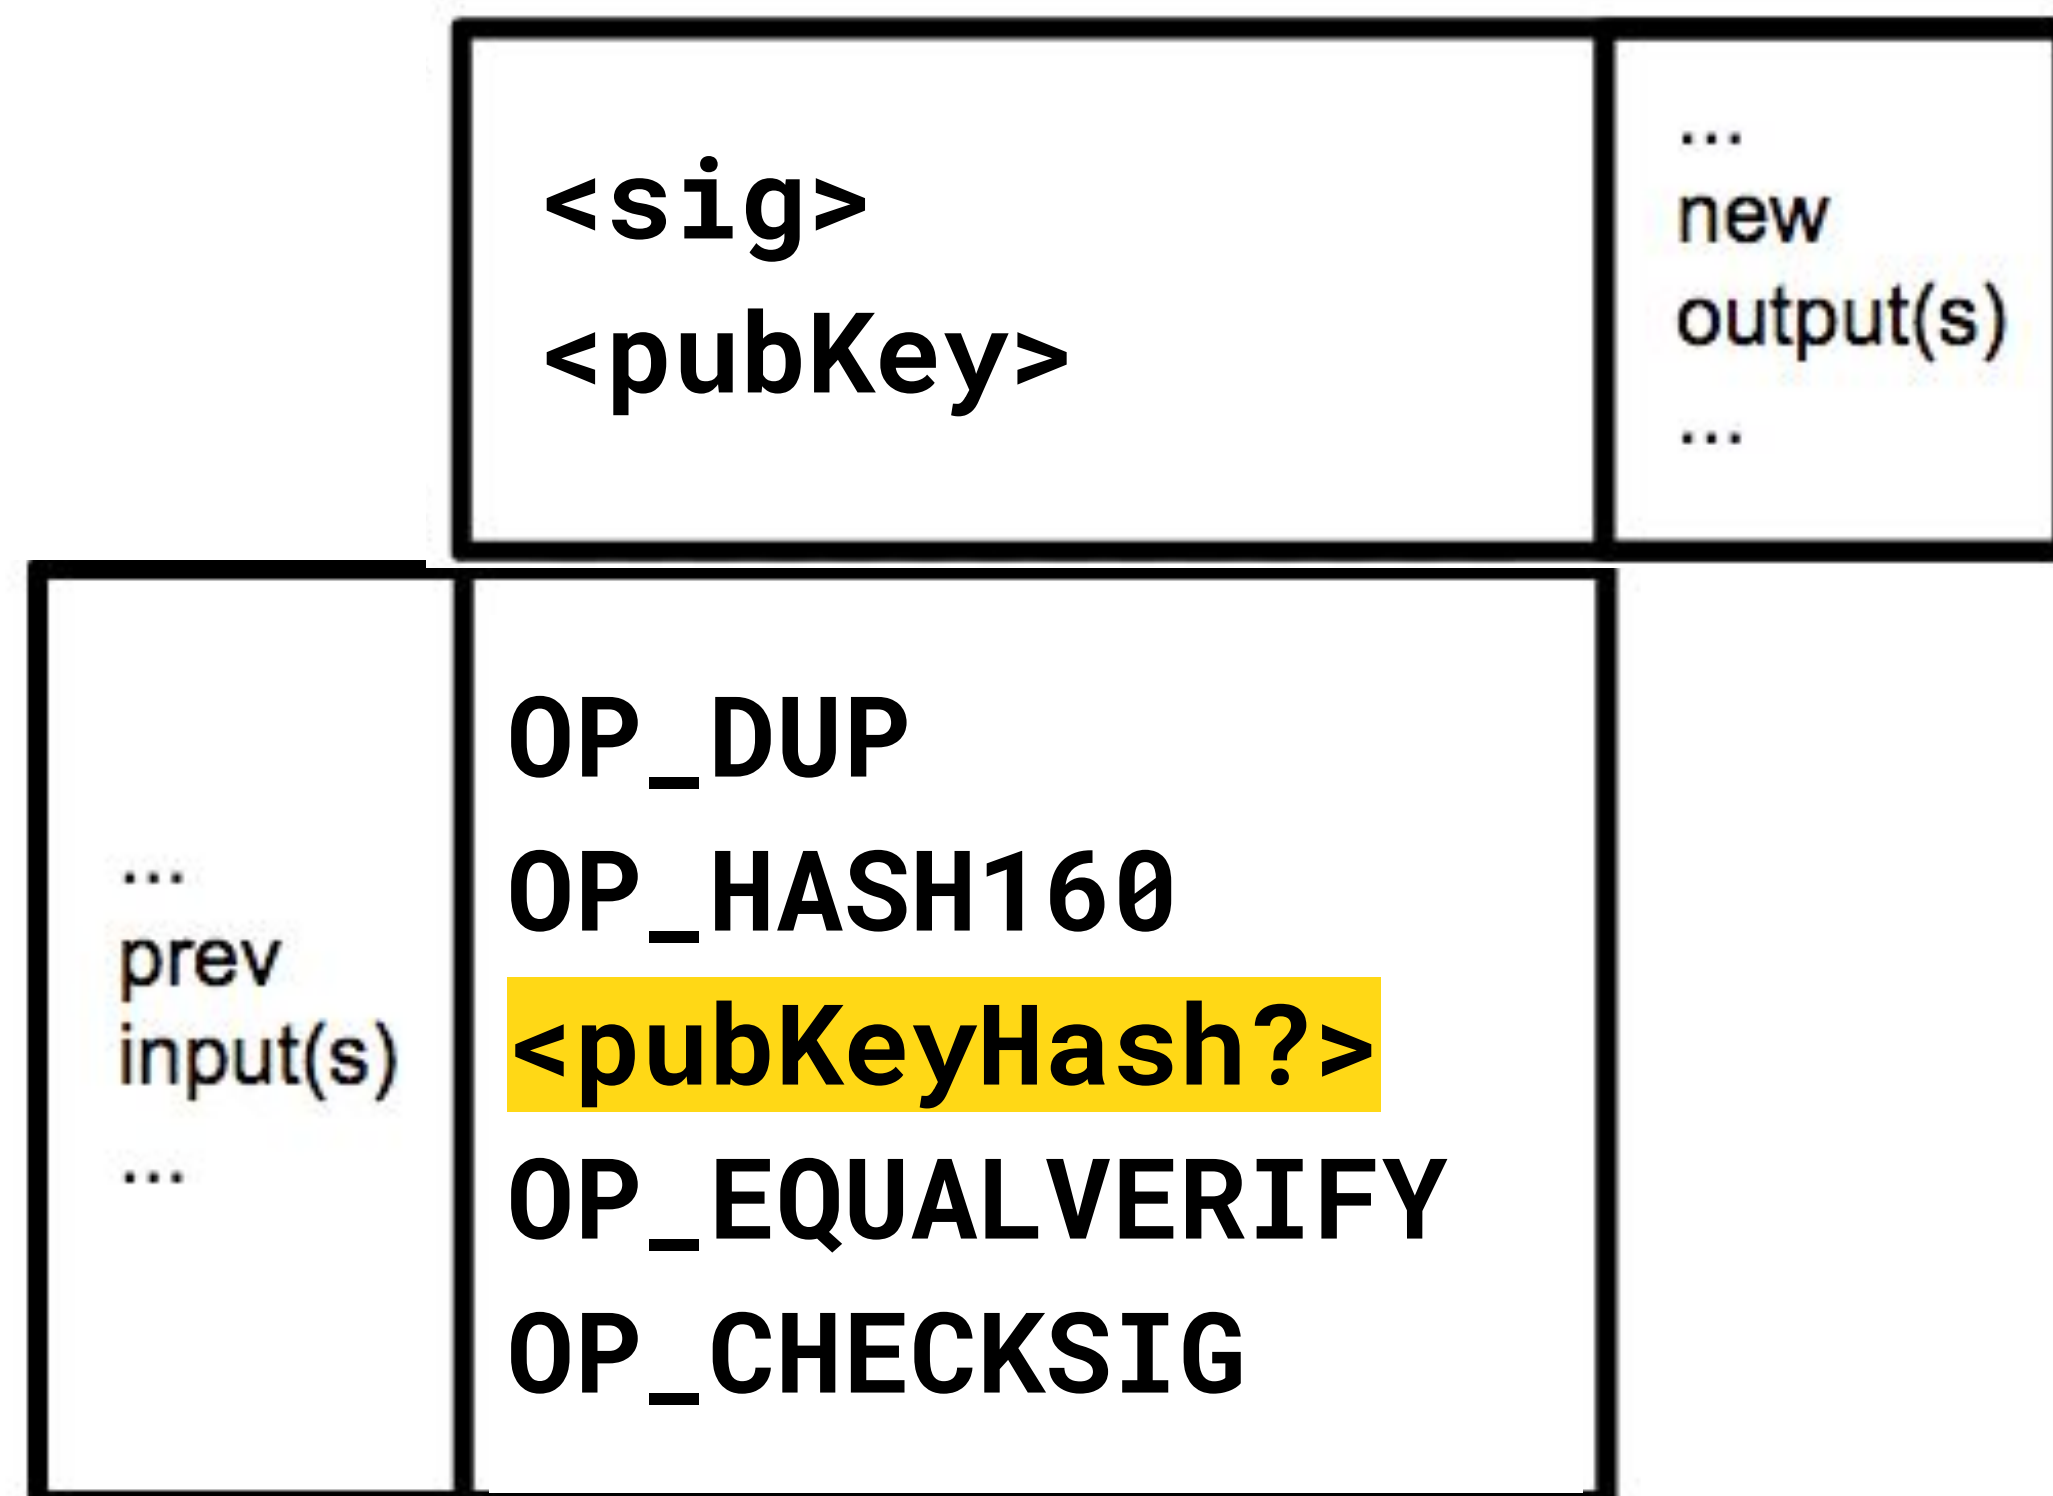 <sig>
<pubKey>
...
new
output(s)
...
...
prev
input(s)
...
OP_DUP
OP_HASH160
<pubKeyHash?>
OP_EQUALVERIFY
OP_CHECKSIG